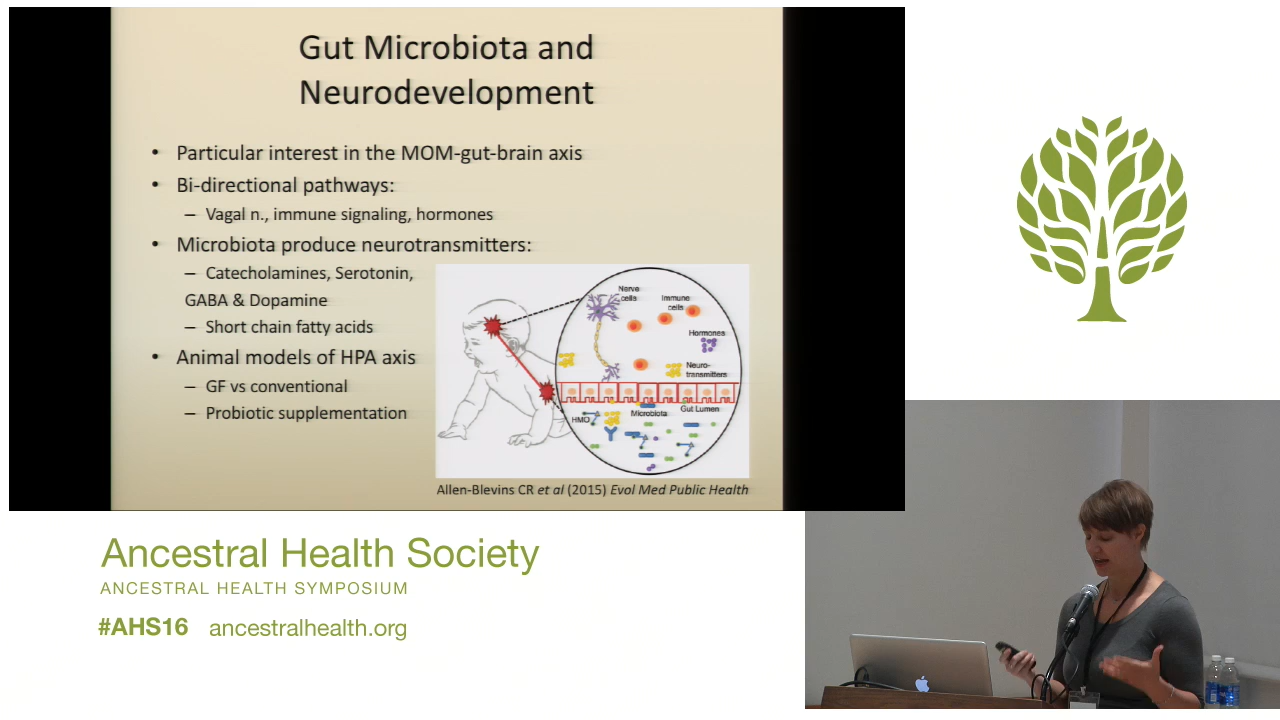 Gut Microbiota and
Neurodevelopment
• Particular interest in the MOM-gut-brain axis
• Bi-directional pathways:
– Vagal n., immune signaling, hormones
• Microbiota produce neurotransmitters:
– Catecholamines, Serotonin,
GABA & Dopamine
– Short chain fatty acids
• Animal models of HPA axis
– GF vs conventional
– Probiotic supplementation
Nerve
cells
Immune
cells
Hormones
Neuro-
transmitters
HMO
Microbiota
Gut Lumen
Allen-Blevins CR et al (2015) Evol Med Public Health
Ancestral Health Society
ANCESTRAL HEALTH SYMPOSIUM
#AHS16 ancestralhealth.org